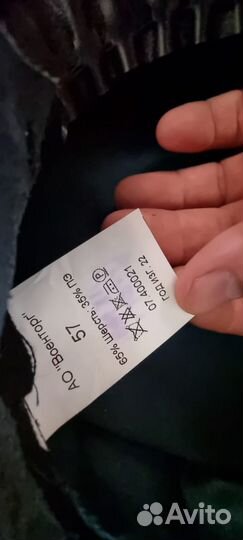 АО "Военторг"
57
65% Шерсть 35% ПЭ
P
07 400021
год изг 22
Avito